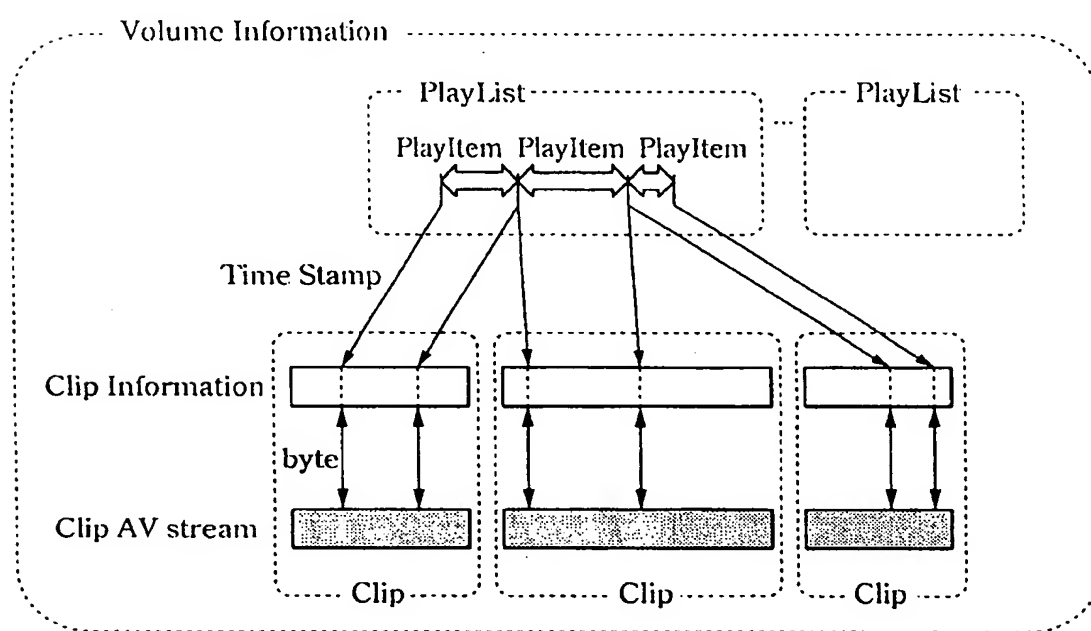 Volume Information
PlayList
PlayList
...
PlayItem PlayItem PlayItem
Time Stamp
Clip Information
byte
Clip AV stream
Clip
Clip
Clip